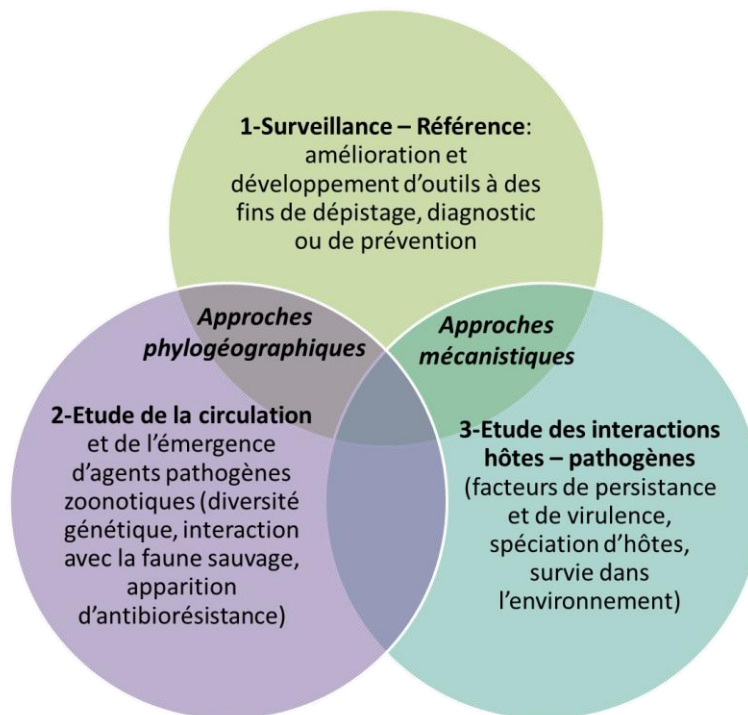 1-Surveillance – Référence:
amélioration et
développement d'outils à des
fins de dépistage, diagnostic
ou de prévention
Approches
phylogéographiques
Approches
mécanistiques
2-Etude de la circulation
et de l'émergence
d'agents pathogènes
zoonotiques (diversité
génétique, interaction
avec la faune sauvage,
apparition
d'antibiorésistance)
3-Etude des interactions
hôtes – pathogènes
(facteurs de persistance
et de virulence,
spéciation d'hôtes,
survie dans
l'environnement)